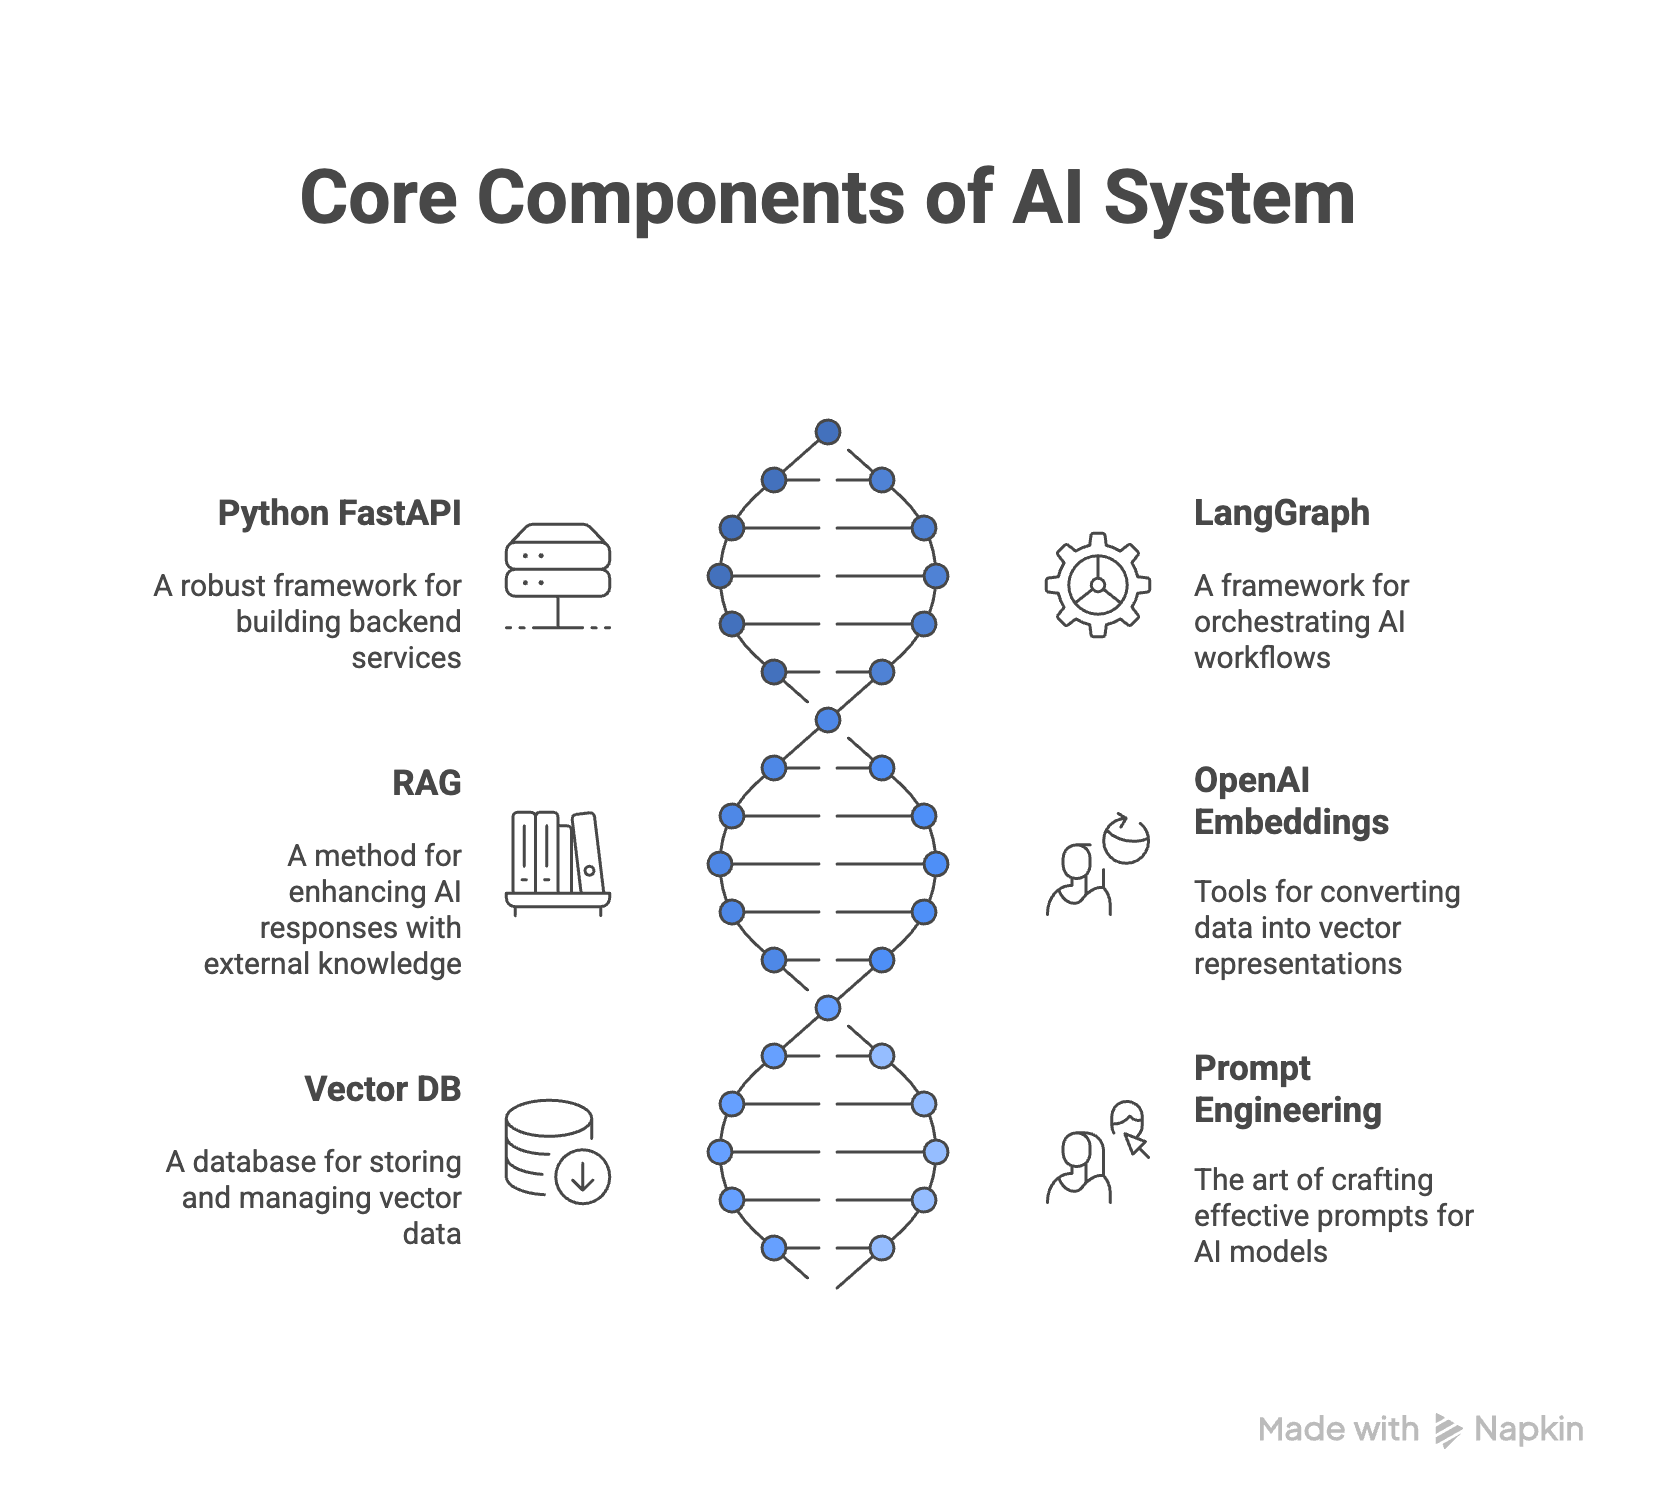 Core Components of AI System
Python FastAPI
A robust framework for
building backend
services
LangGraph
A framework for
orchestrating AI
workflows
RAG
A method for
enhancing AI
responses with
external knowledge
OpenAI
Embeddings
Tools for converting
data into vector
representations
Vector DB
A database for storing
and managing vector
data
Prompt
Engineering
The art of crafting
effective prompts for
AI models
Made with Napkin